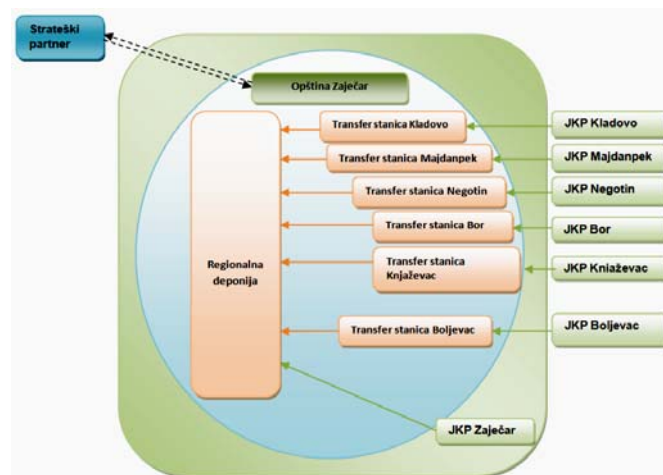 Strateški
partner
Opština Zaječar
Transfer stanica Kladovo
JKP Kladovo
Transfer stanica Majdanpek
JKP Majdanpek
Transfer stanica Negotin
JKP Negotin
Transfer stanica Bor
JKP Bor
Regionalna
deponija
Transfer stanica
Knjaževac
JKP Kniaževac
Transfer stanica Boljevac
JKP Boljevac
JKP Zaječar